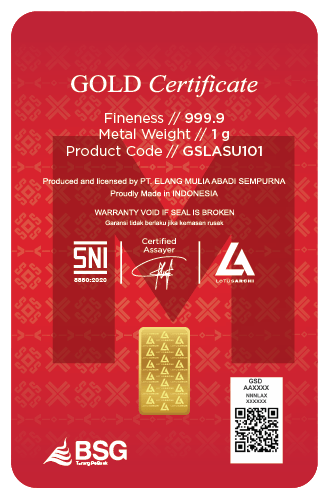 GOLD Certificate
Fineness // 999.9
Metal Weight // 1 g
Product Code // GSLASU101
Produced and licensed by PT. ELANG MULIA ABADI SEMPURNA
Proudly Made in INDONESIA
WARRANTY VOID IF SEAL IS BROKEN
Garansi tidak berlaku jika kemasan rusak
SNI
8880:2020
Certified
Assayer
LOTUSARCHI
GSD
AAXXXX
NNNLAX
XXXXXX
BSG